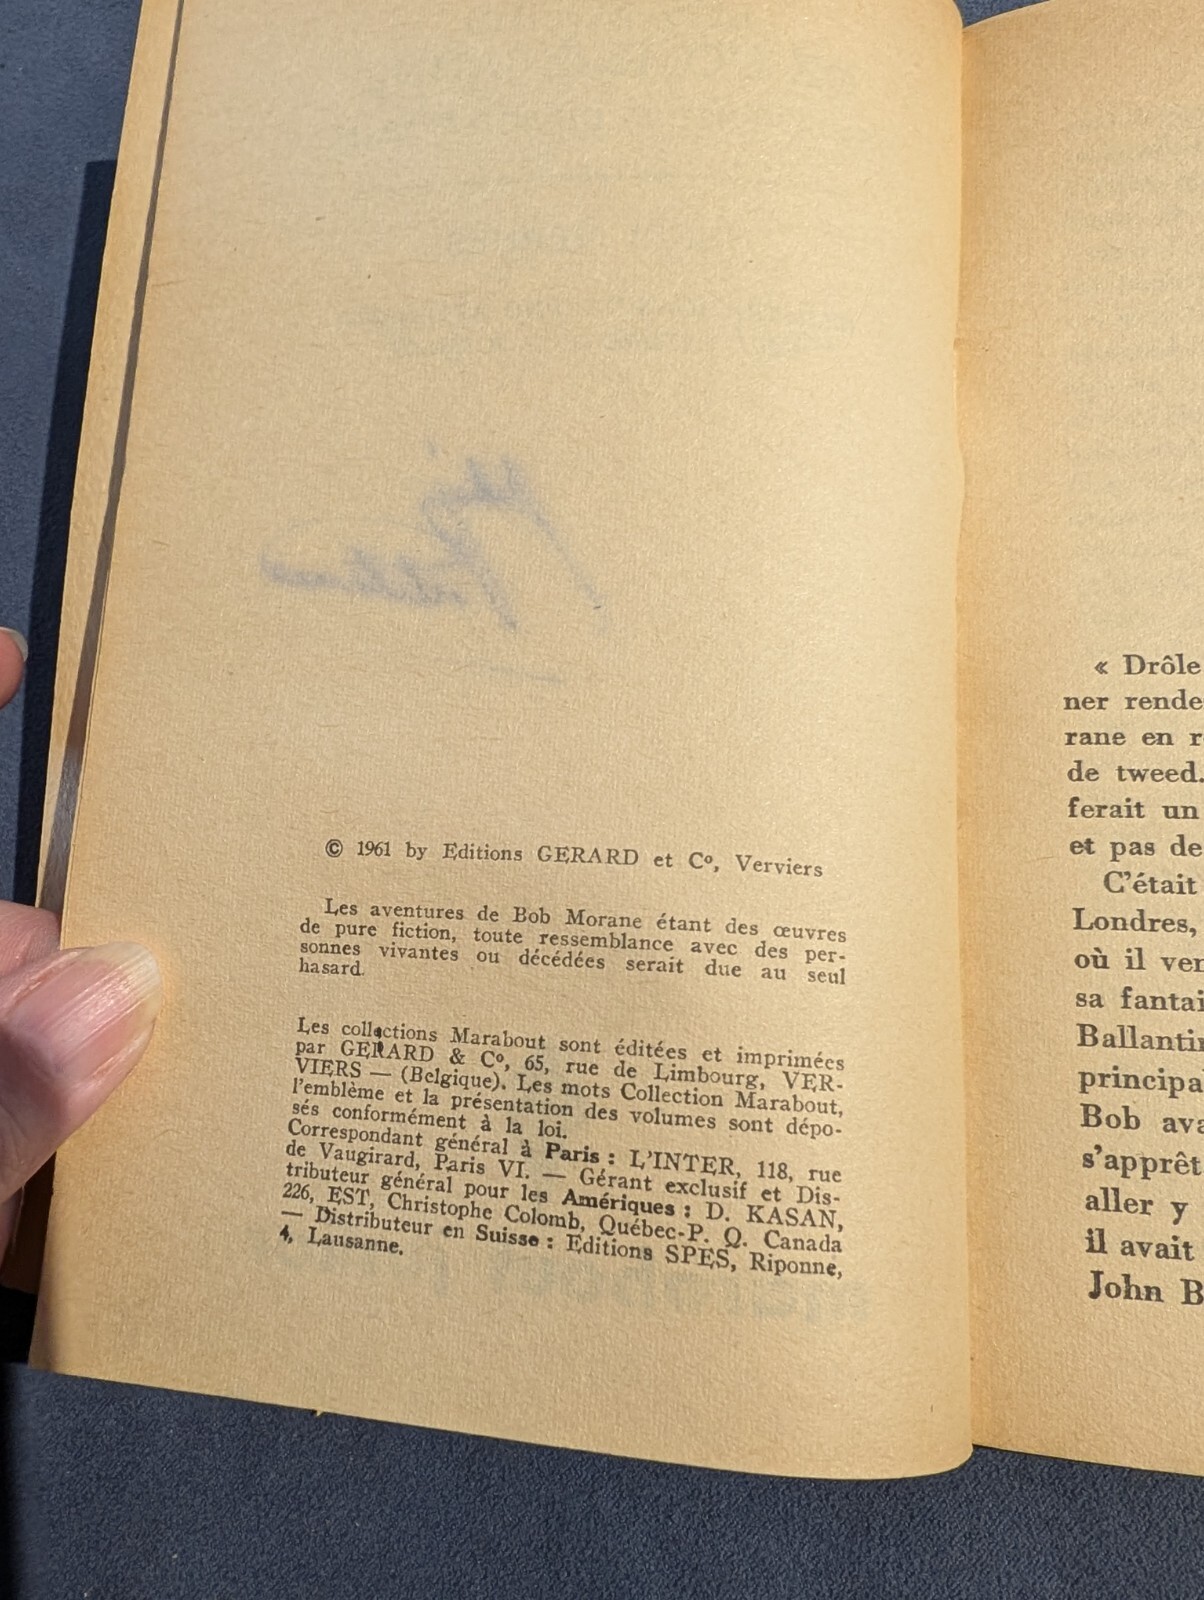 © 1961 by Editions GERARD et Cº, Verviers
Les aventures de Bob Morane étant des œuvres
de pure fiction, toute ressemblance avec des per-
sonnes vivantes ou décédées serait due au seul
hasard.
Les collections Marabout sont éditées et imprimées
par GERARD & Cº, 65, rue de Limbourg, VER-
VIERS — (Belgique). Les mots Collection Marabout,
l'emblème et la présentation des volumes sont dépo-
sés conformément à la loi.
Correspondant général à Paris : L'INTER, 118, rue
de Vaugirard, Paris VI. — Gérant exclusif et Dis-
tributeur général pour les Amériques : D. KASAN,
226, EST, Christophe Colomb, Québec-P. Q. Canada
— Distributeur en Suisse : Editions SPES, Riponne,
4, Lausanne.
« Drôle
ner rende
rane en r
de tweed.
ferait un
et pas de
C'était
Londres,
où il ver
sa fantai
Ballantin
principa
Bob ava
s'apprêt
aller y
il avait
John B